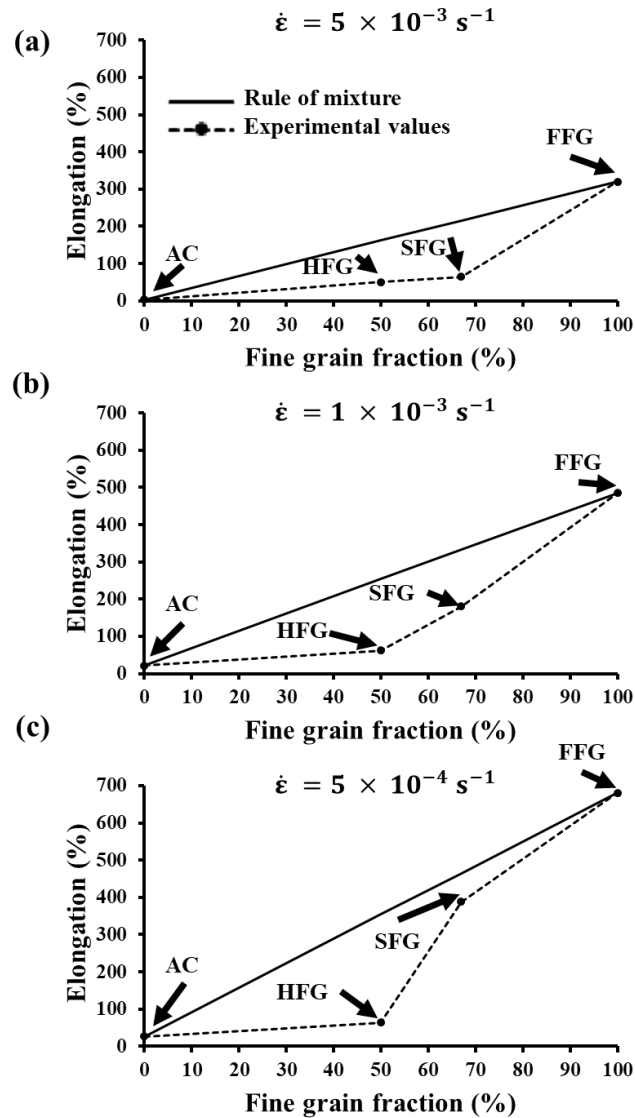 ε̇ = 5 × 10⁻³ s⁻¹
(a)
700
600
500
400
300
200
100
0
Elongation (%)
Rule of mixture
Experimental values
FFG
AC
HFG
SFG
0 10 20 30 40 50 60 70 80 90 100
Fine grain fraction (%)
(b)
ε̇ = 1 × 10⁻³ s⁻¹
700
600
500
400
300
200
100
0
Elongation (%)
FFG
AC
SFG
HFG
0 10 20 30 40 50 60 70 80 90 100
Fine grain fraction (%)
(c)
ε̇ = 5 × 10⁻⁴ s⁻¹
700
600
500
400
300
200
100
0
Elongation (%)
FFG
SFG
AC
HFG
0 10 20 30 40 50 60 70 80 90 100
Fine grain fraction (%)